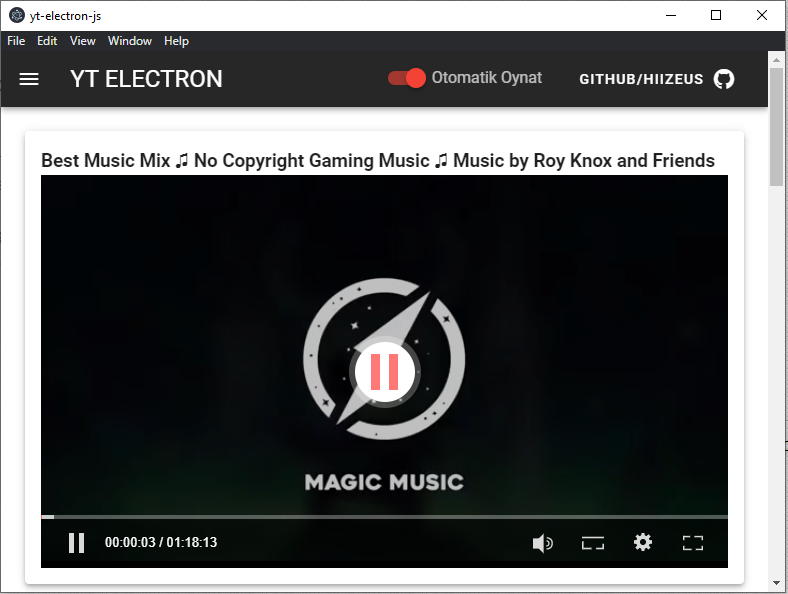 yt-electron-js
File Edit View Window Help
YT ELECTRON
Otomatik Oynat
GITHUB/HIIZEUS
Best Music Mix ♫ No Copyright Gaming Music ♫ Music by Roy Knox and Friends
MAGIC MUSIC
00:00:03 / 01:18:13